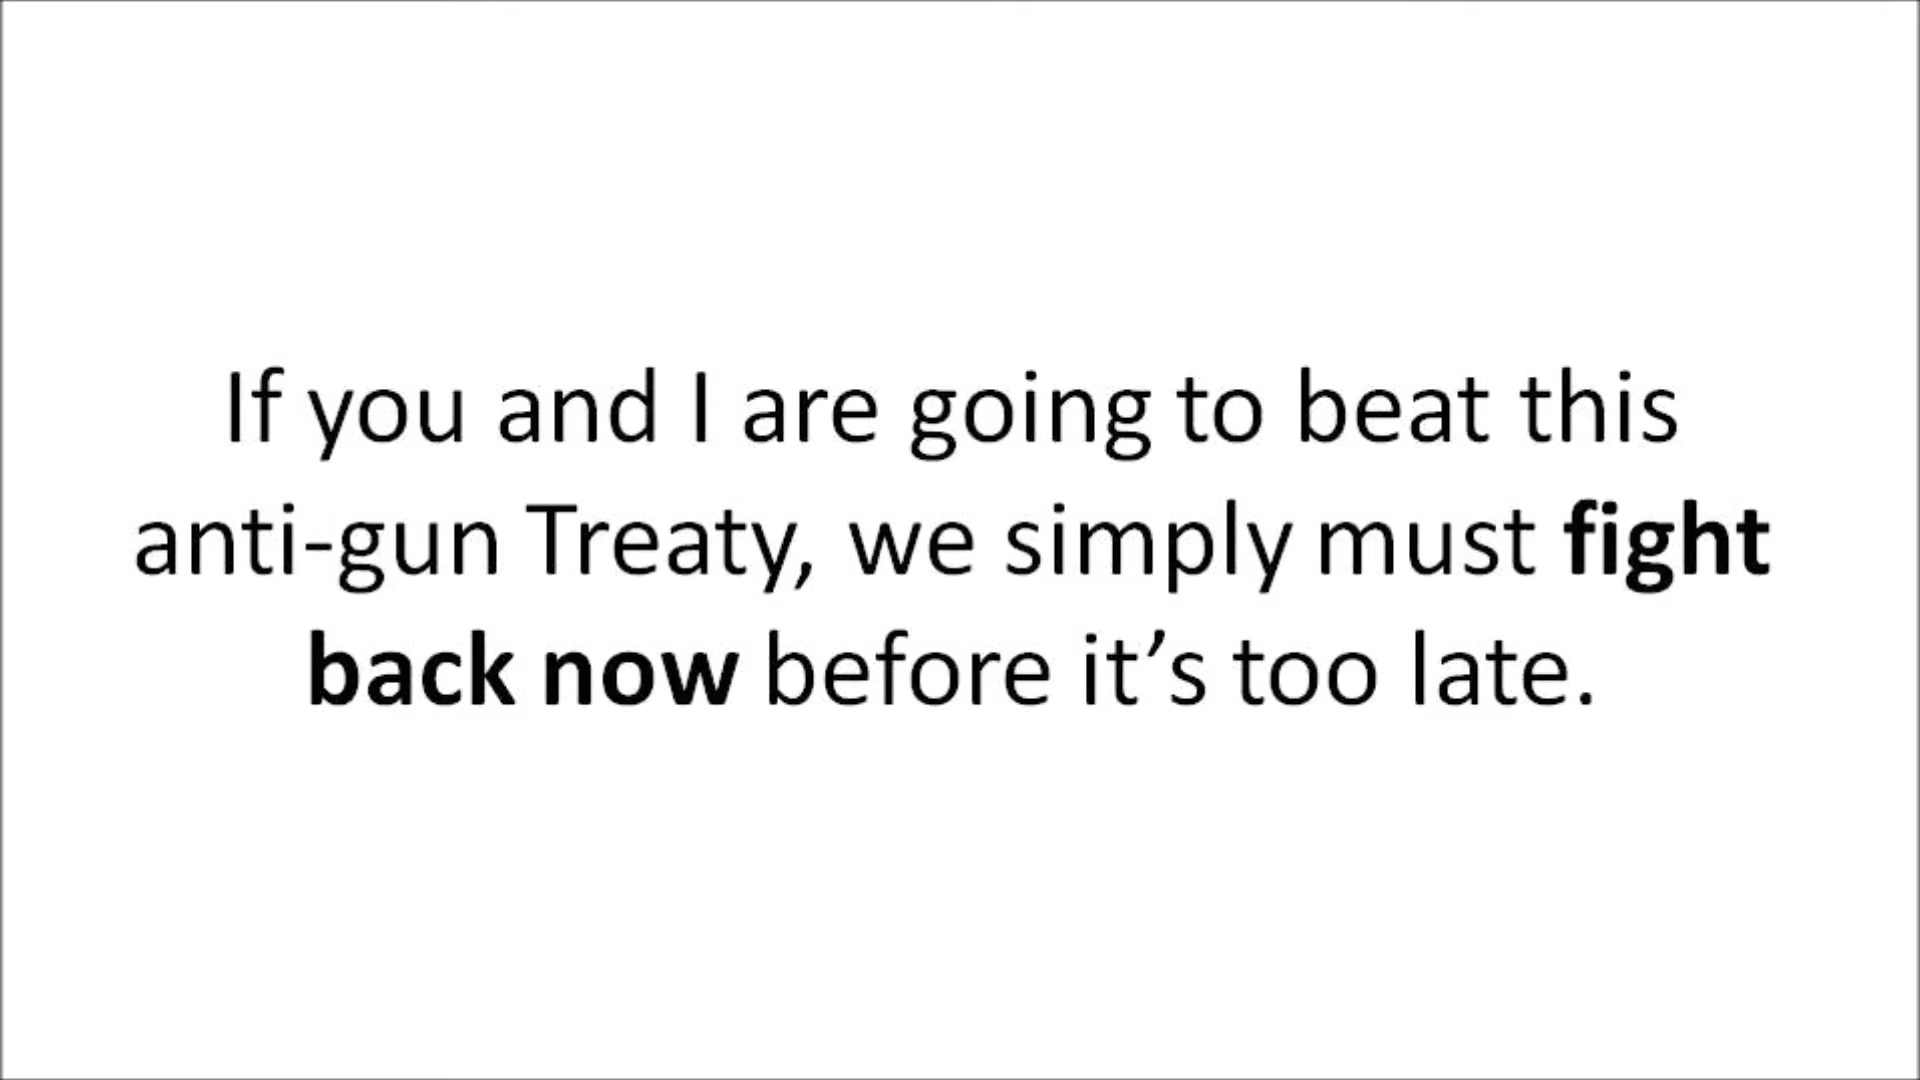 If you and I are going to beat this
anti-gun Treaty, we simply must fight
back now before it’s too late.